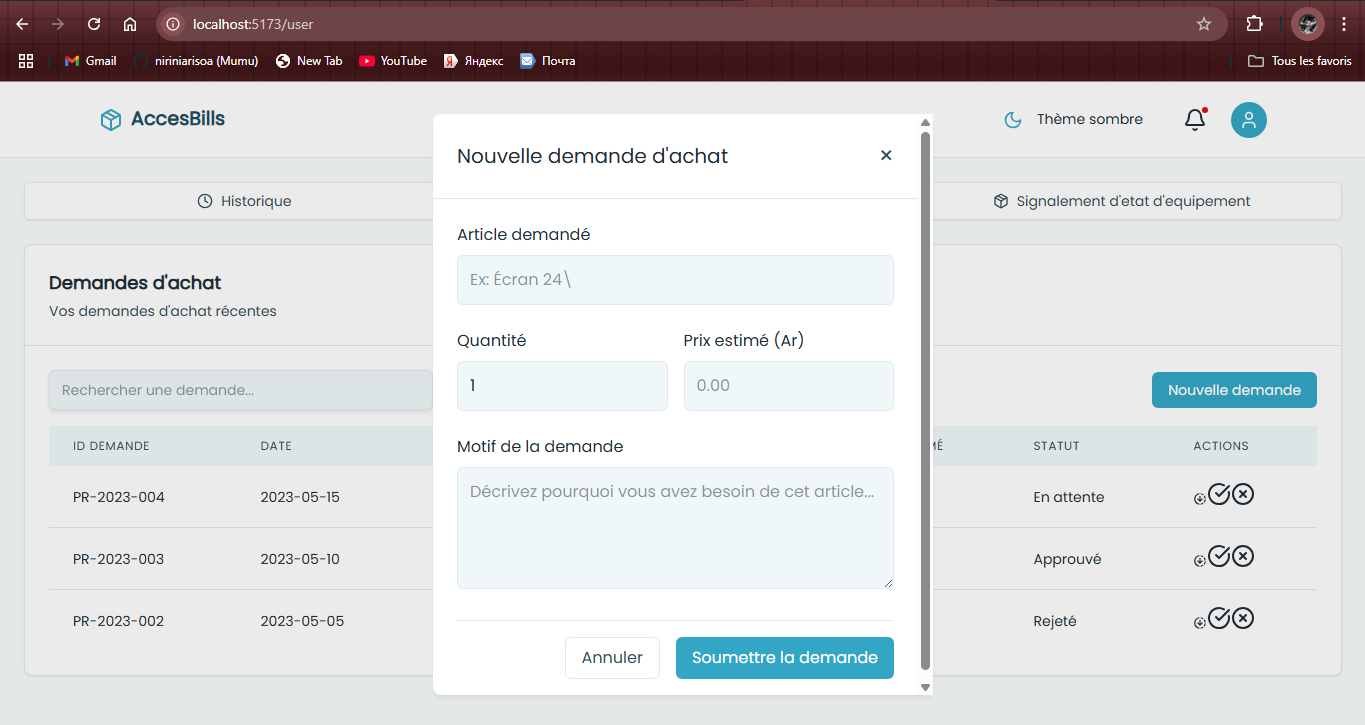 localhost:5173/user
Gmail
niriniarisoa (Mumu)
New Tab
YouTube
Яндекс
Почта
Tous les favoris
AccesBills
Thème sombre
Historique
Signalement d'etat d'equipement
Demandes d'achat
Vos demandes d'achat récentes
Rechercher une demande...
Nouvelle demande
ID DEMANDE DATE MÉ STATUT ACTIONS
PR-2023-004 2023-05-15 En attente
PR-2023-003 2023-05-10 Approuvé
PR-2023-002 2023-05-05 Rejeté
Nouvelle demande d'achat
Article demandé
Ex: Écran 24\
Quantité Prix estimé (Ar)
1 0.00
Motif de la demande
Décrivez pourquoi vous avez besoin de cet article...
Annuler Soumettre la demande